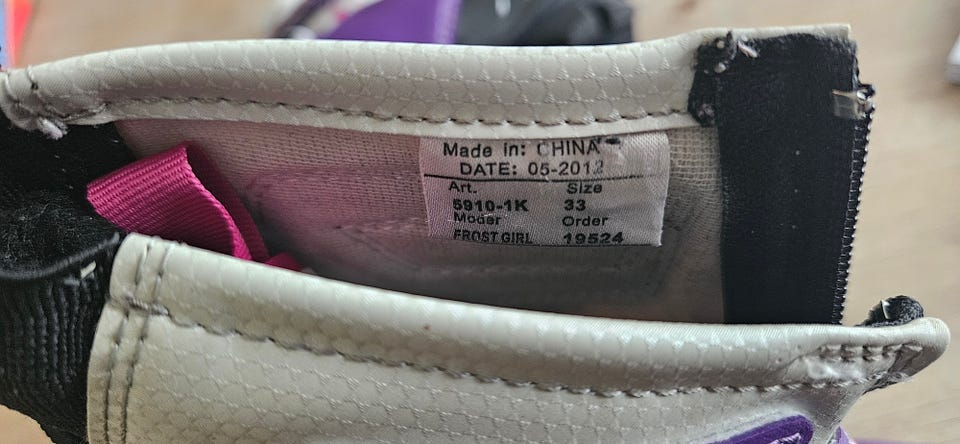 Made in: CHINA
DATE: 05-2012
Art. Size
5910-1K 33
Moder Order
FROST GIRL 19524